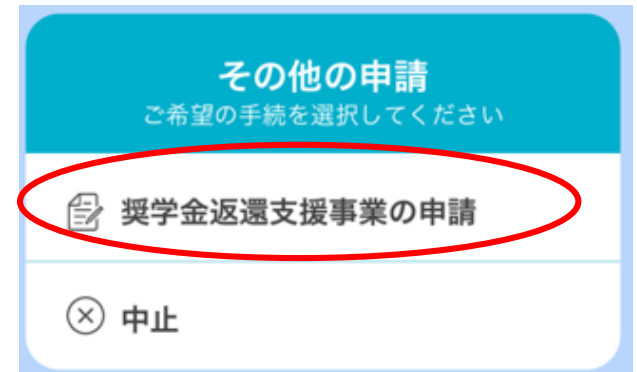 その他の申請
ご希望の手続を選択してください
奨学金返還支援事業の申請
中止